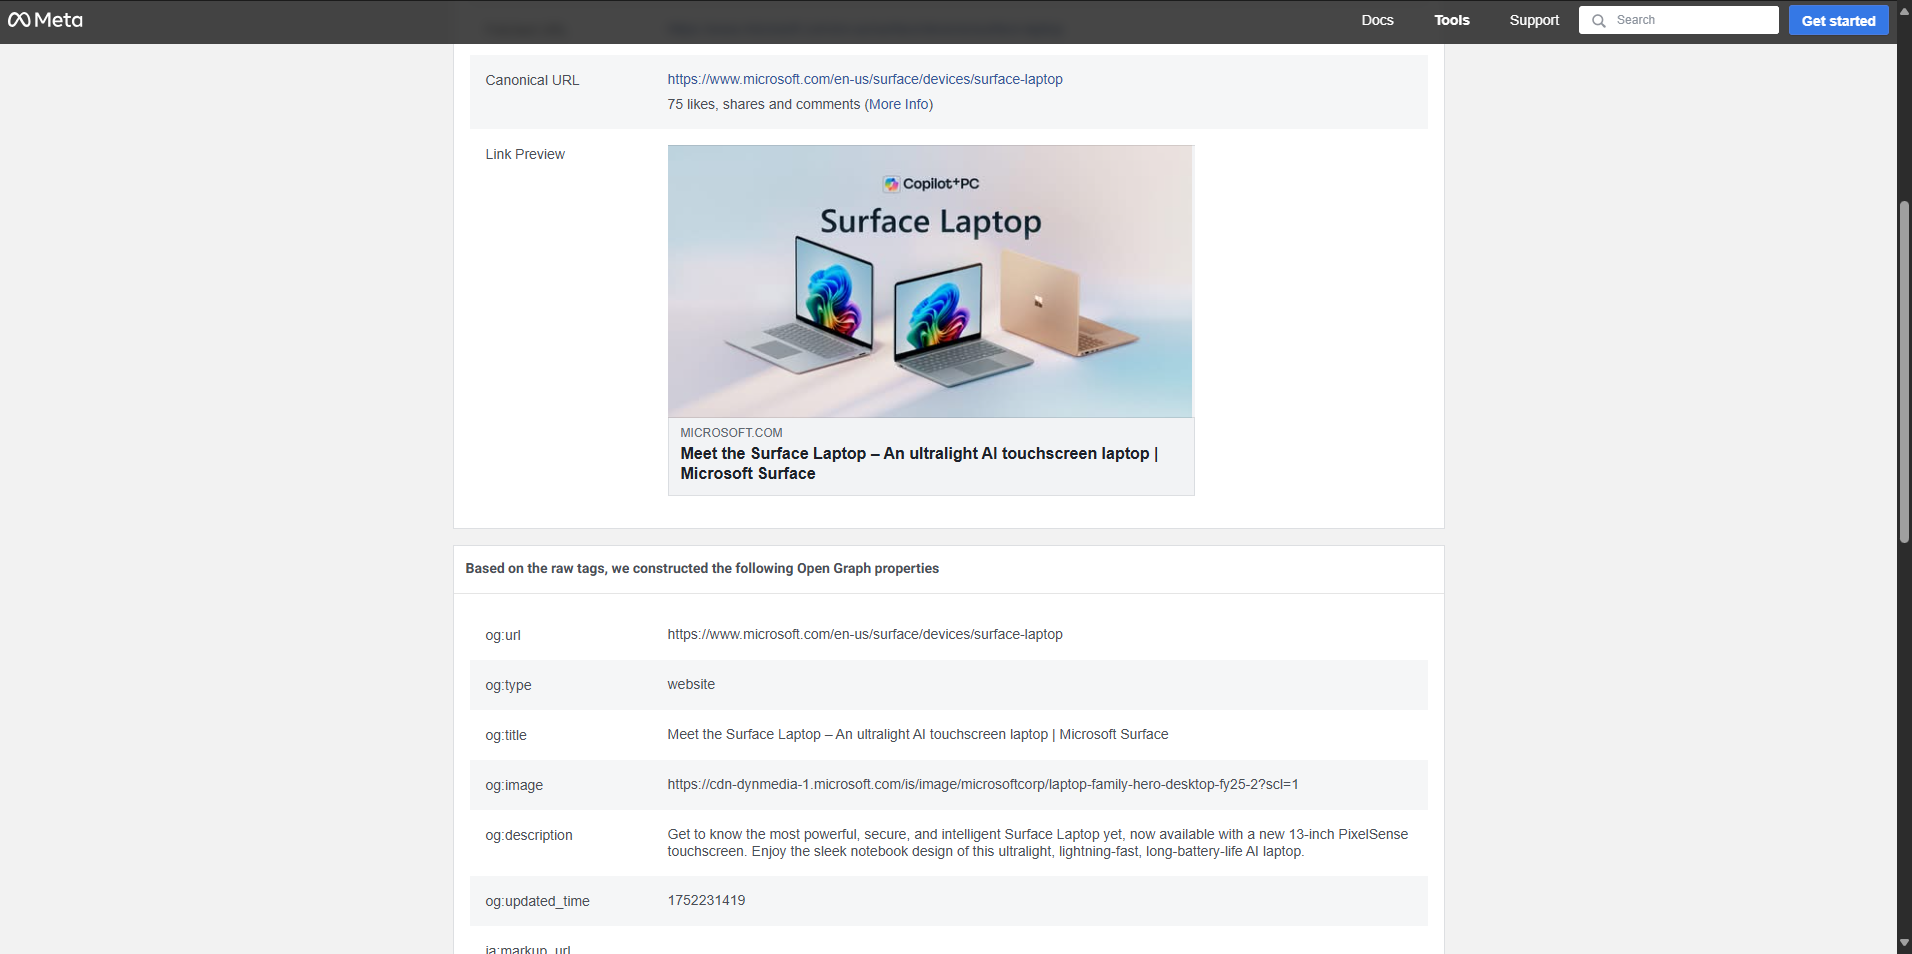 Meta
Docs
Tools
Support
Search
Get started
Canonical URL
https://www.microsoft.com/en-us/surface/devices/surface-laptop
75 likes, shares and comments (More Info)
Link Preview
Copilot+PC
Surface Laptop
MICROSOFT.COM
Meet the Surface Laptop – An ultralight AI touchscreen laptop |
Microsoft Surface
Based on the raw tags, we constructed the following Open Graph properties
og:url
https://www.microsoft.com/en-us/surface/devices/surface-laptop
og:type
website
og:title
Meet the Surface Laptop – An ultralight AI touchscreen laptop | Microsoft Surface
og:image
https://cdn-dynmedia-1.microsoft.com/is/image/microsoftcorp/laptop-family-hero-desktop-fy25-2?scl=1
og:description
Get to know the most powerful, secure, and intelligent Surface Laptop yet, now available with a new 13-inch PixelSense
touchscreen. Enjoy the sleek notebook design of this ultralight, lightning-fast, long-battery-life AI laptop.
og:updated_time
1752231419
ia:markup_url